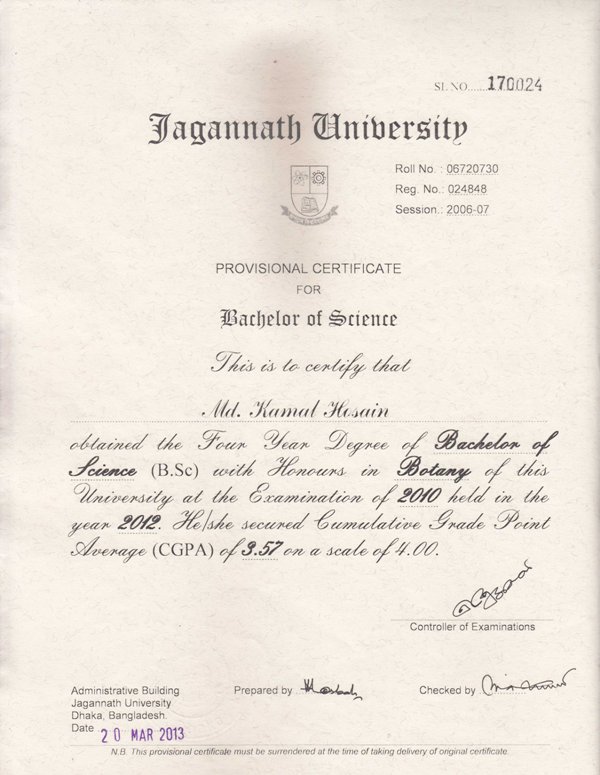 SL NO. 170024
Jagannath University
Roll No. : 06720730
Reg. No.: 024848
Session.: 2006-07
PROVISIONAL CERTIFICATE
FOR
Bachelor of Science
This is to certify that
Md. Kamal Hosain
obtained the Four Year Degree of Bachelor of
Science (B.Sc) with Honours in Botany of this
University at the Examination of 2010 held in the
year 2012. He/she secured Cumulative Grade Point
Average (CGPA) of 3.57 on a scale of 4.00.
Controller of Examinations
Administrative Building
Jagannath University
Dhaka, Bangladesh.
Date 20 MAR 2013
Prepared by
Checked by
N.B. This provisional certificate must be surrendered at the time of taking delivery of original certificate.